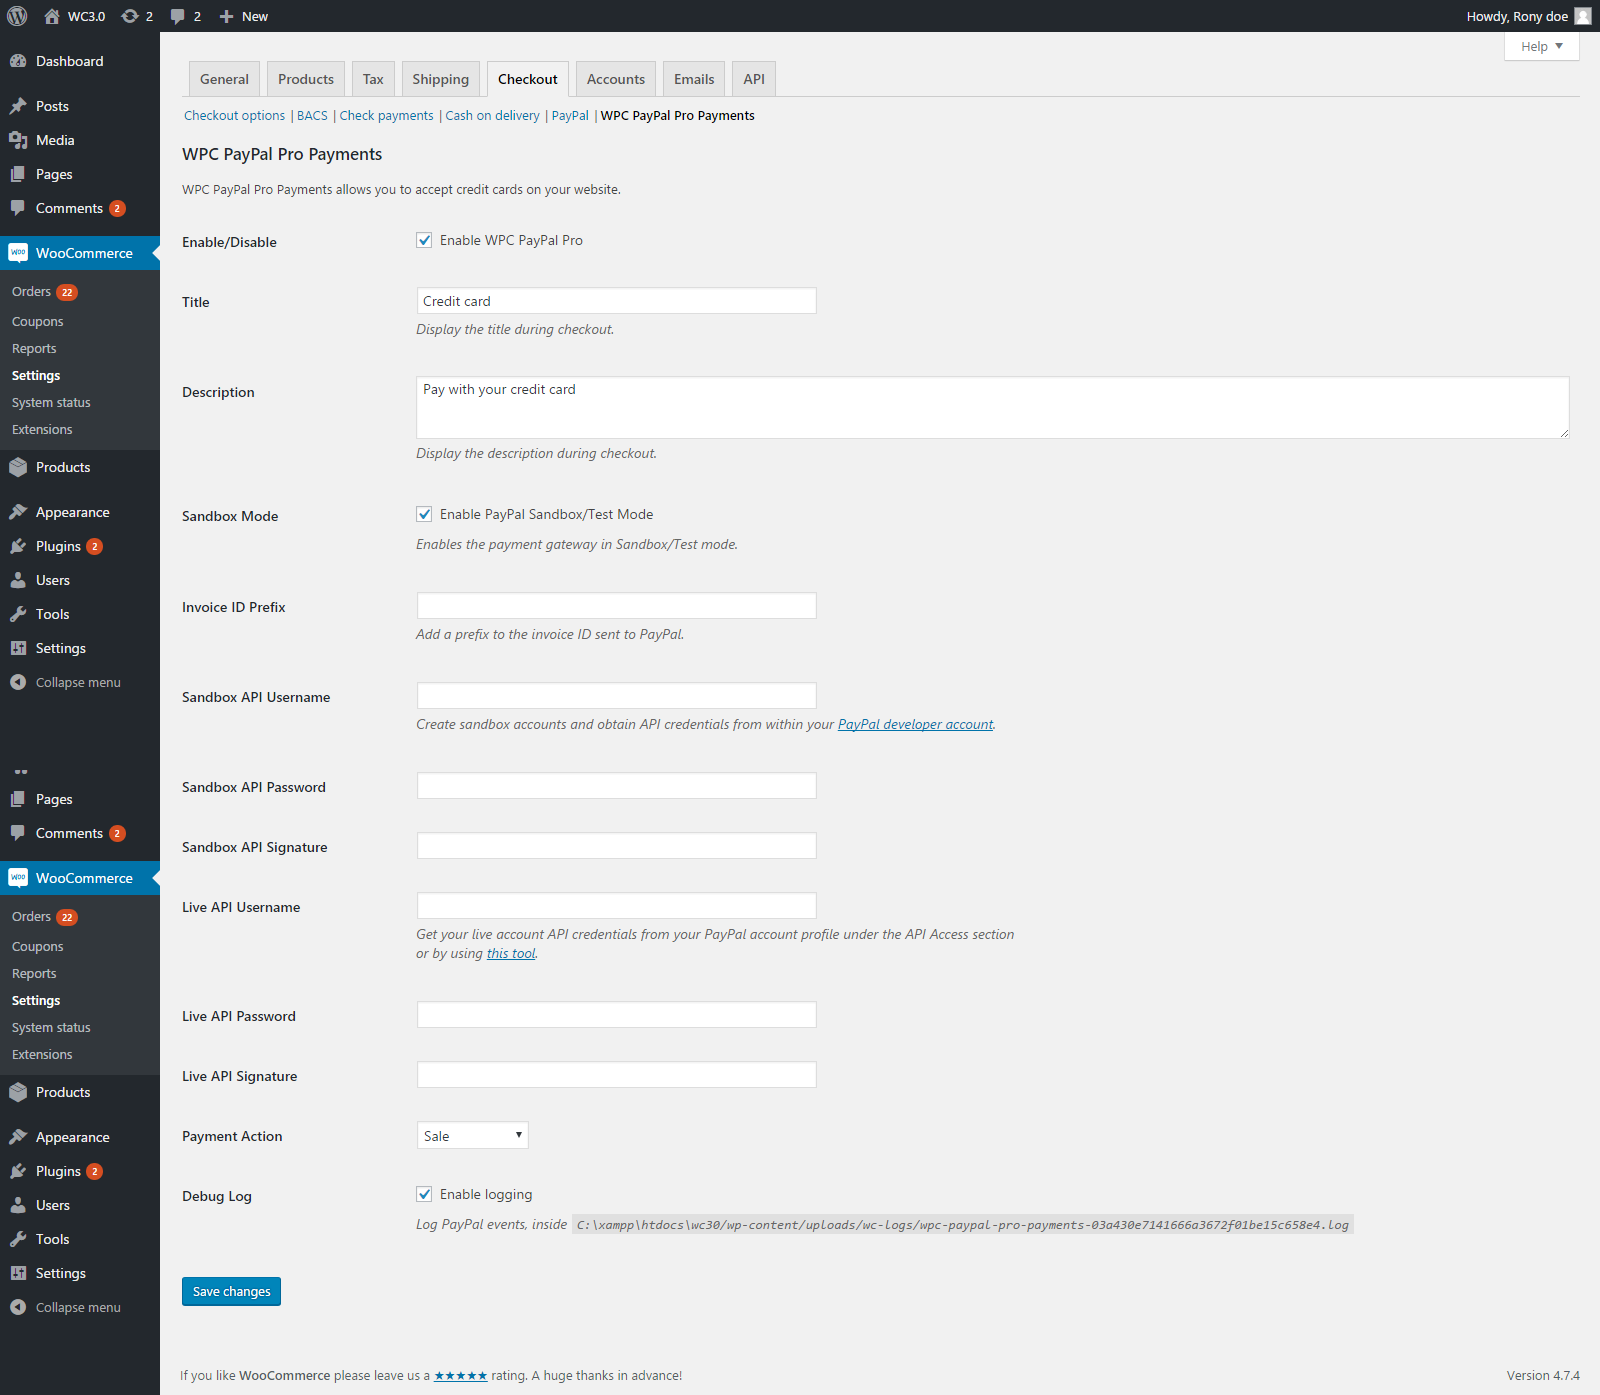 WC3.0 2 2 New Howdy, Rony doe
Help
Dashboard
Posts
Media
Pages
Comments 2
WooCommerce
Orders 22
Coupons
Reports
Settings
System status
Extensions
Products
Appearance
Plugins 2
Users
Tools
Settings
Collapse menu
Pages
Comments 2
WooCommerce
Orders 22
Coupons
Reports
Settings
System status
Extensions
Products
Appearance
Plugins 2
Users
Tools
Settings
Collapse menu
General Products Tax Shipping Checkout Accounts Emails API
Checkout options | BACS | Check payments | Cash on delivery | PayPal | WPC PayPal Pro Payments
WPC PayPal Pro Payments
WPC PayPal Pro Payments allows you to accept credit cards on your website.
Enable/Disable Enable WPC PayPal Pro
Title Credit card
Display the title during checkout.
Description Pay with your credit card
Display the description during checkout.
Sandbox Mode Enable PayPal Sandbox/Test Mode
Enables the payment gateway in Sandbox/Test mode.
Invoice ID Prefix
Add a prefix to the invoice ID sent to PayPal.
Sandbox API Username
Create sandbox accounts and obtain API credentials from within your PayPal developer account.
Sandbox API Password
Sandbox API Signature
Live API Username
Get your live account API credentials from your PayPal account profile under the API Access section
or by using this tool.
Live API Password
Live API Signature
Payment Action Sale
Debug Log Enable logging
Log PayPal events, inside C:\xampp\htdocs\wc30/wp-content/uploads/wc-logs/wpc-paypal-pro-payments-03a430e7141666a3672f01be15c658e4.log
Save changes
If you like WooCommerce please leave us a ★★★★★ rating. A huge thanks in advance! Version 4.7.4